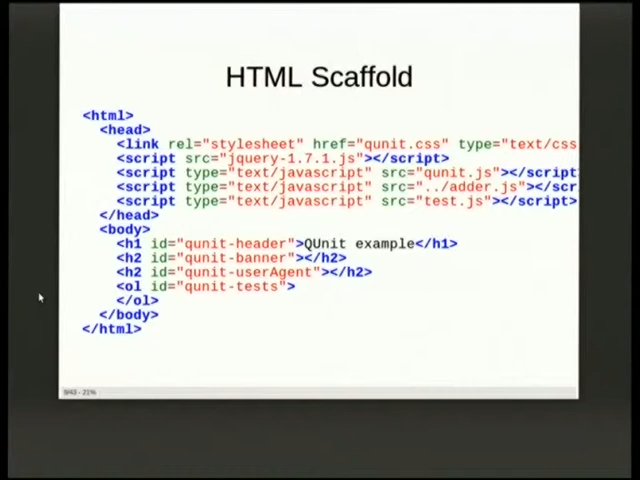 HTML Scaffold
<html>
<head>
<link rel="stylesheet" href="qunit.css" type="text/css
<script src="jquery-1.7.1.js"></script>
<script type="text/javascript" src="qunit.js"></script
<script type="text/javascript" src="../adder.js"></scr
<script type="text/javascript" src="test.js"></script>
</head>
<body>
<h1 id="qunit-header">QUnit example</h1>
<h2 id="qunit-banner"></h2>
<h2 id="qunit-userAgent"></h2>
<ol id="qunit-tests">
</ol>
</body>
</html>
9/43 - 21%